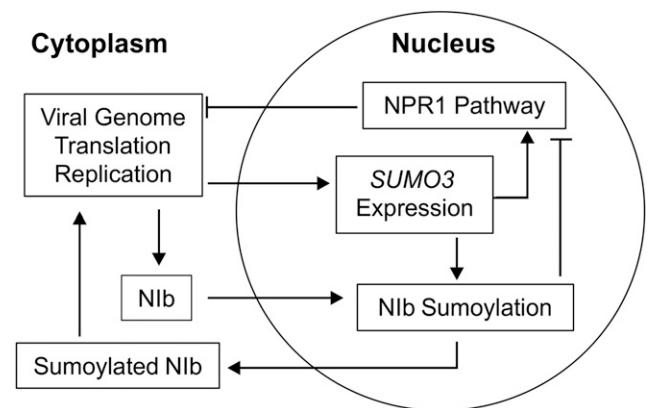 Cytoplasm
Nucleus
Viral Genome
Translation
Replication
NPR1 Pathway
SUMO3
Expression
NIb
NIb Sumoylation
Sumoylated NIb